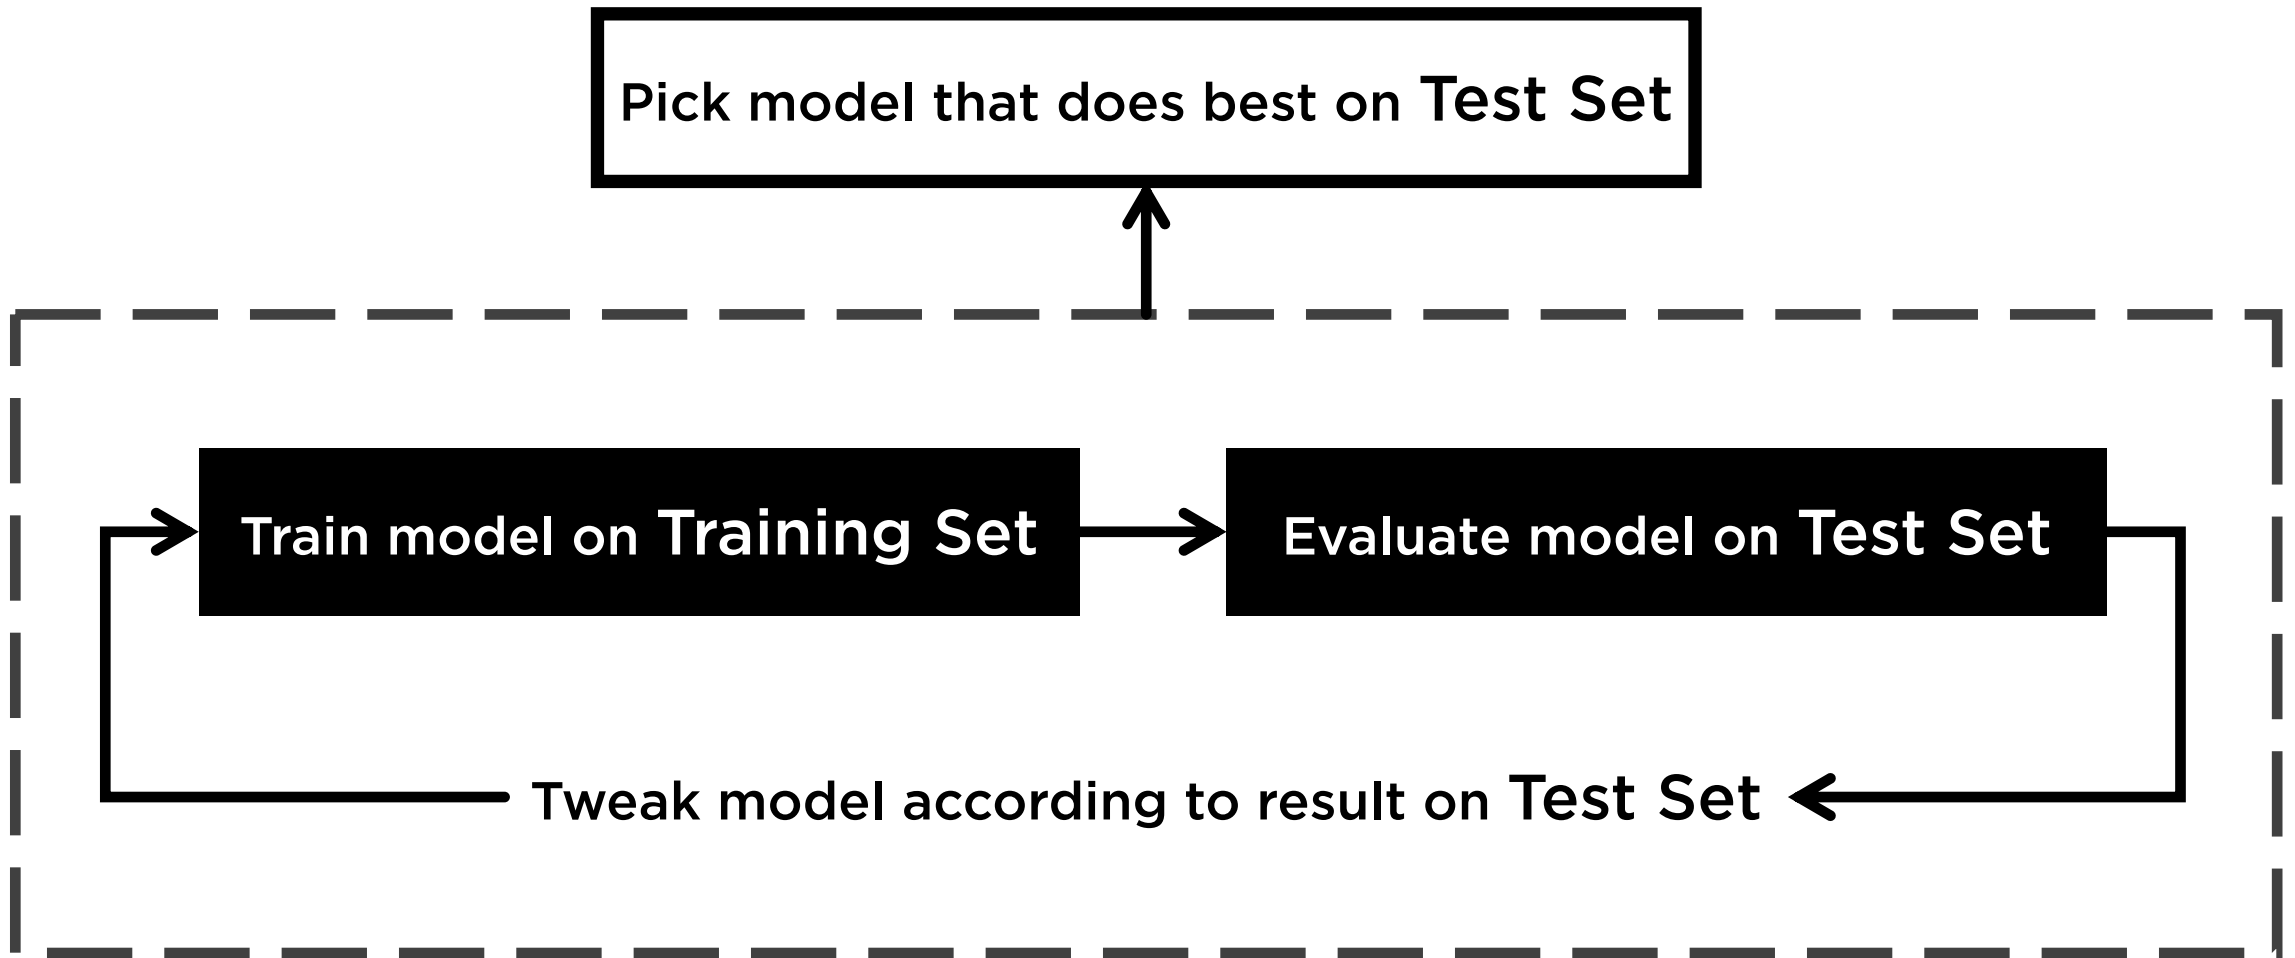 Pick model that does best on Test Set
Train model on Training Set
Evaluate model on Test Set
Tweak model according to result on Test Set